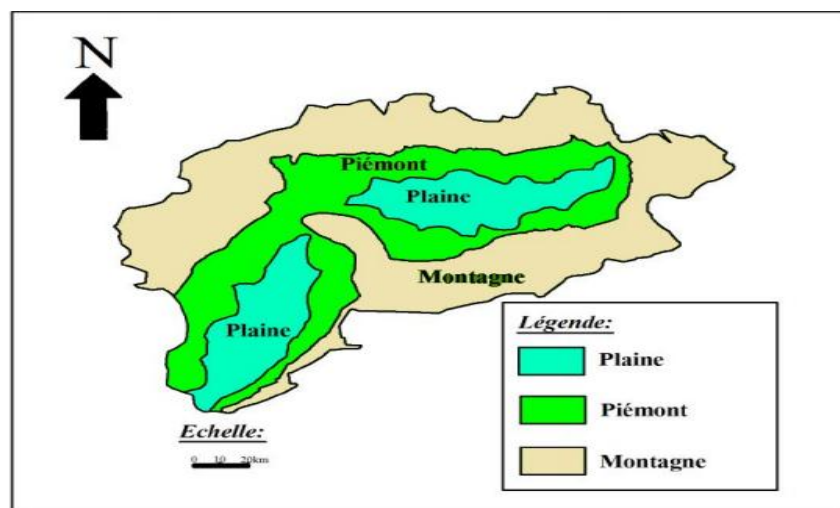 N
Piémont
Plaine
Montagne
Plaine
Légende:
Plaine
Piémont
Montagne
Echelle:
0 10 20km